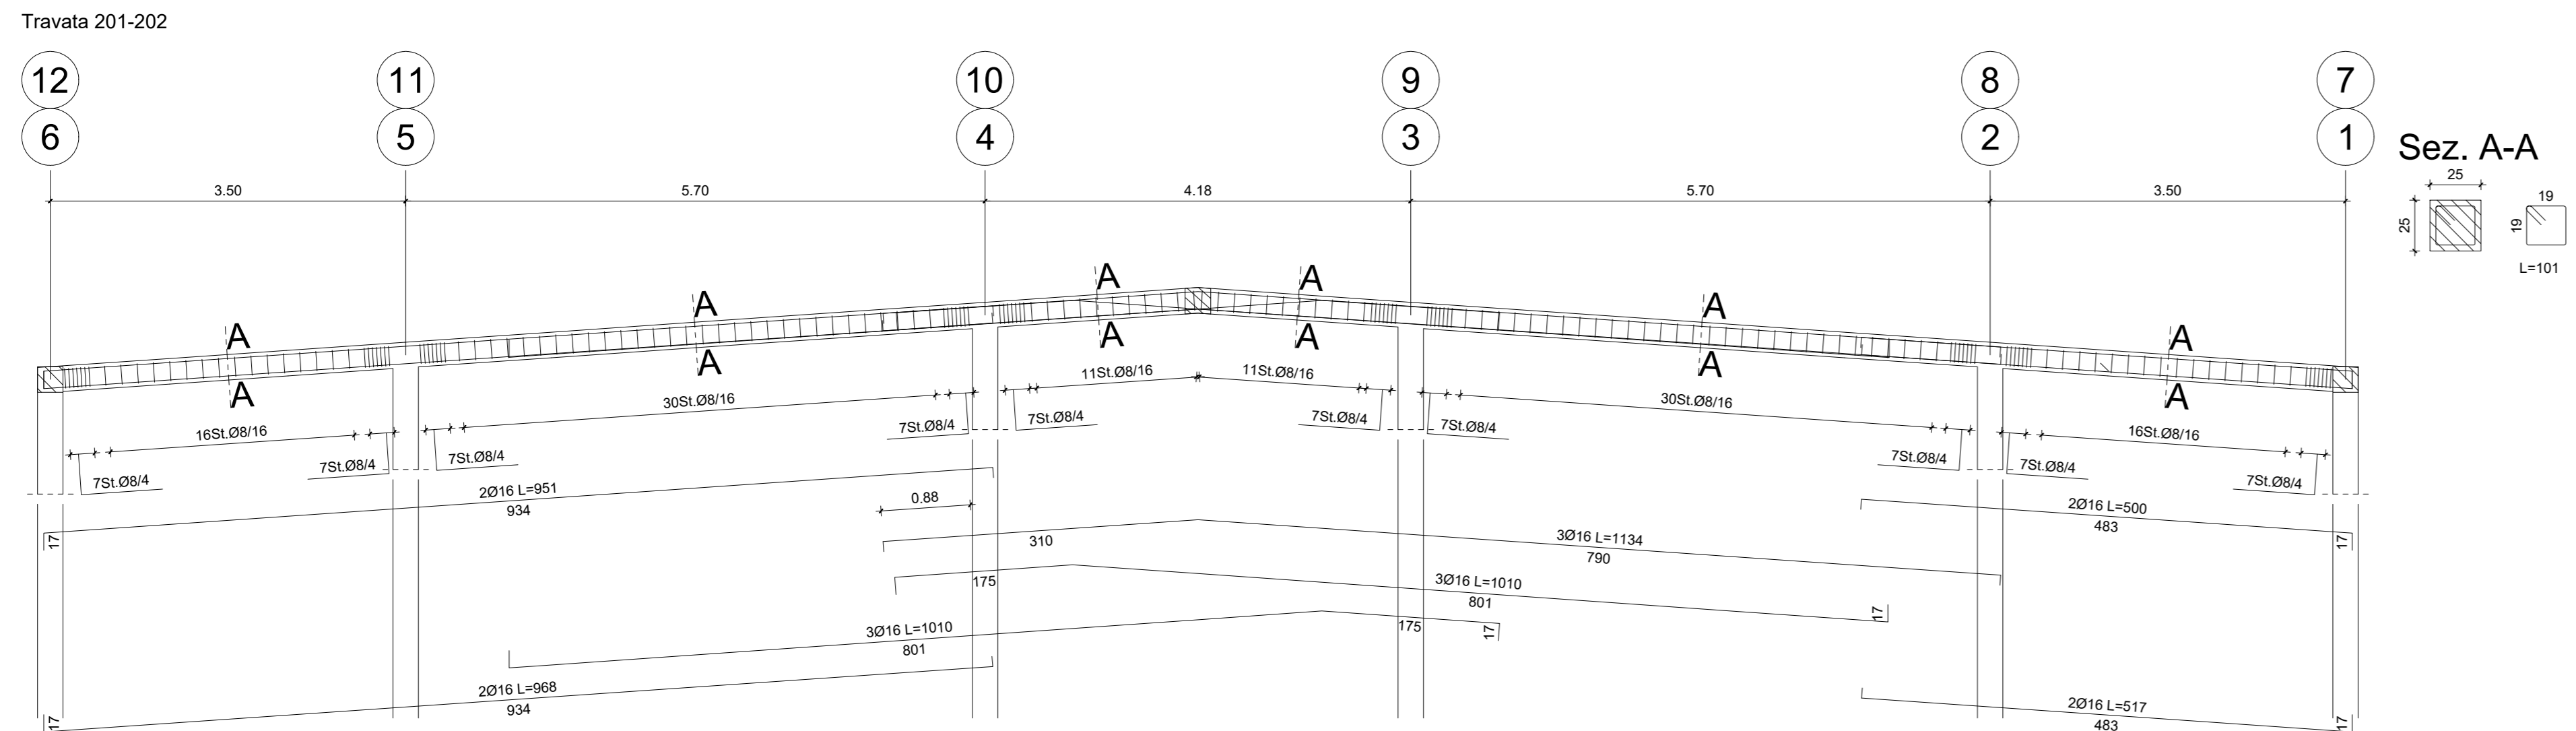 Travata 201-202
12 11 10 9 8 7
6 5 4 3 2 1
Sez. A-A
3.50 5.70 4.18 5.70 3.50
25
19
25
19
L=101
A A A A A A
A A A A A A
11St.Ø8/16 11St.Ø8/16
30St.Ø8/16 30St.Ø8/16
7St.Ø8/4 7St.Ø8/4 7St.Ø8/4 7St.Ø8/4
16St.Ø8/16 16St.Ø8/16
7St.Ø8/4 7St.Ø8/4 7St.Ø8/4 7St.Ø8/4 7St.Ø8/4 7St.Ø8/4
2Ø16 L=951
934
17
0.88
2Ø16 L=500
483
17
3Ø16 L=1134
310
790
3Ø16 L=1010
175
801
17
3Ø16 L=1010
801
175
17
2Ø16 L=968
934
17
2Ø16 L=517
483
17